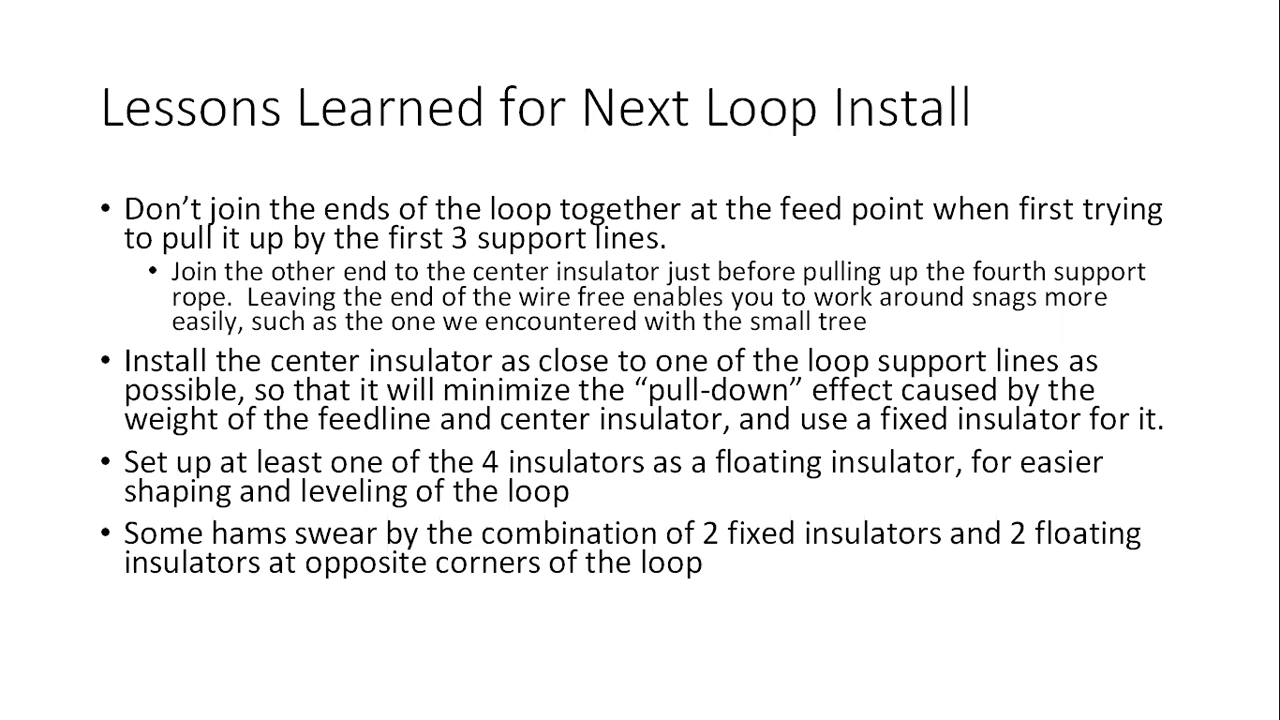 Lessons Learned for Next Loop Install
• Don’t join the ends of the loop together at the feed point when first trying
to pull it up by the first 3 support lines.
• Join the other end to the center insulator just before pulling up the fourth support
rope.  Leaving the end of the wire free enables you to work around snags more
easily, such as the one we encountered with the small tree
• Install the center insulator as close to one of the loop support lines as
possible, so that it will minimize the “pull-down” effect caused by the
weight of the feedline and center insulator, and use a fixed insulator for it.
• Set up at least one of the 4 insulators as a floating insulator, for easier
shaping and leveling of the loop
• Some hams swear by the combination of 2 fixed insulators and 2 floating
insulators at opposite corners of the loop